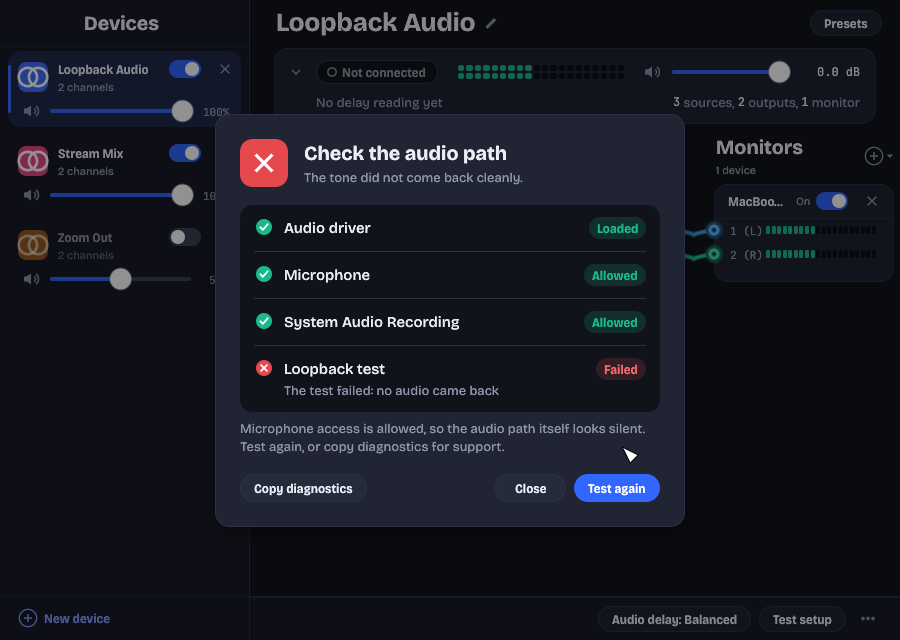 Devices
Loopback Audio
Presets
Loopback Audio
2 channels
100%
Not connected
0.0 dB
No delay reading yet
3 sources, 2 outputs, 1 monitor
Stream Mix
2 channels
Zoom Out
2 channels
Monitors
1 device
MacBoo...
On
1 (L)
2 (R)
Check the audio path
The tone did not come back cleanly.
Audio driver
Loaded
Microphone
Allowed
System Audio Recording
Allowed
Loopback test
Failed
The test failed: no audio came back
Microphone access is allowed, so the audio path itself looks silent.
Test again, or copy diagnostics for support.
Copy diagnostics
Close
Test again
New device
Audio delay: Balanced
Test setup